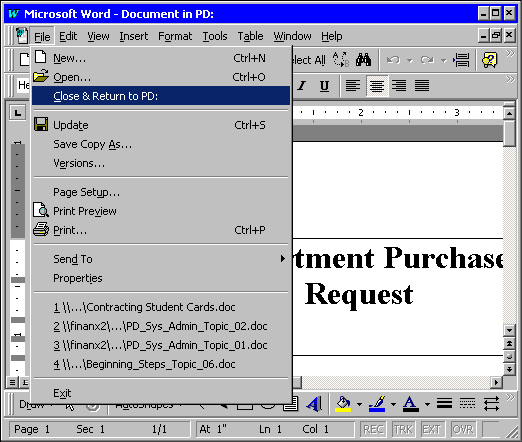 Microsoft Word - Document in PD:
File Edit View Insert Format Tools Table Window Help
New... Ctrl+N
Select All
Open... Ctrl+O
Close & Return to PD:
He
I U
Update Ctrl+S
1 2 3
Save Copy As...
Versions...
Page Setup...
Print Preview
Print... Ctrl+P
Send To
Properties
tment Purchase
Request
1 \\...\Contracting Student Cards.doc
2 \\finanx2\...\PD_Sys_Admin_Topic_02.doc
3 \\finanx2\...\PD_Sys_Admin_Topic_01.doc
4 \\...\Beginning_Steps_Topic_06.doc
Exit
Draw AutoShapes
Page 1 Sec 1 1/1 At 1" Ln 1 Col 1 REC TRK EXT OVR